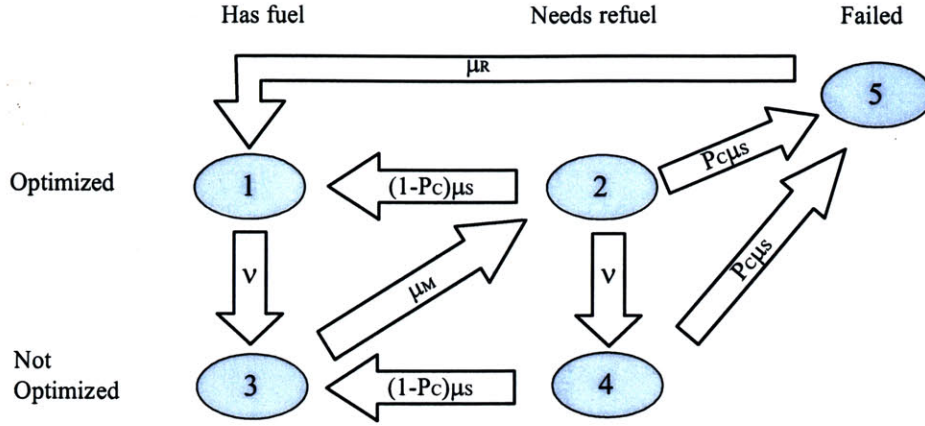 Has fuel Needs refuel Failed
μR
5
Optimized 1 (1-Pc)μs 2 Pcμs
ν μM ν Pcμs
Not
Optimized 3 (1-Pc)μs 4